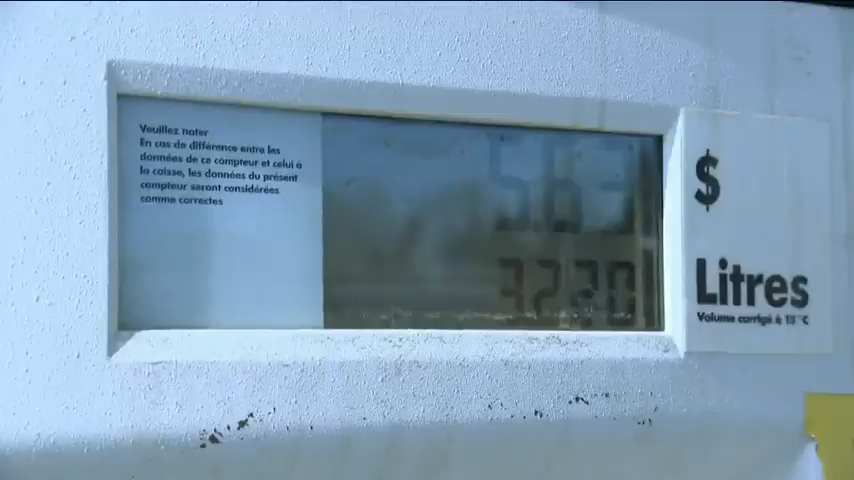 Veuillez noter
En cas de différence entre les
données de ce compteur et celui à
la caisse, les données du présent
compteur seront considérées
comme correctes
$
Litres
Volume corrigé à 15°C